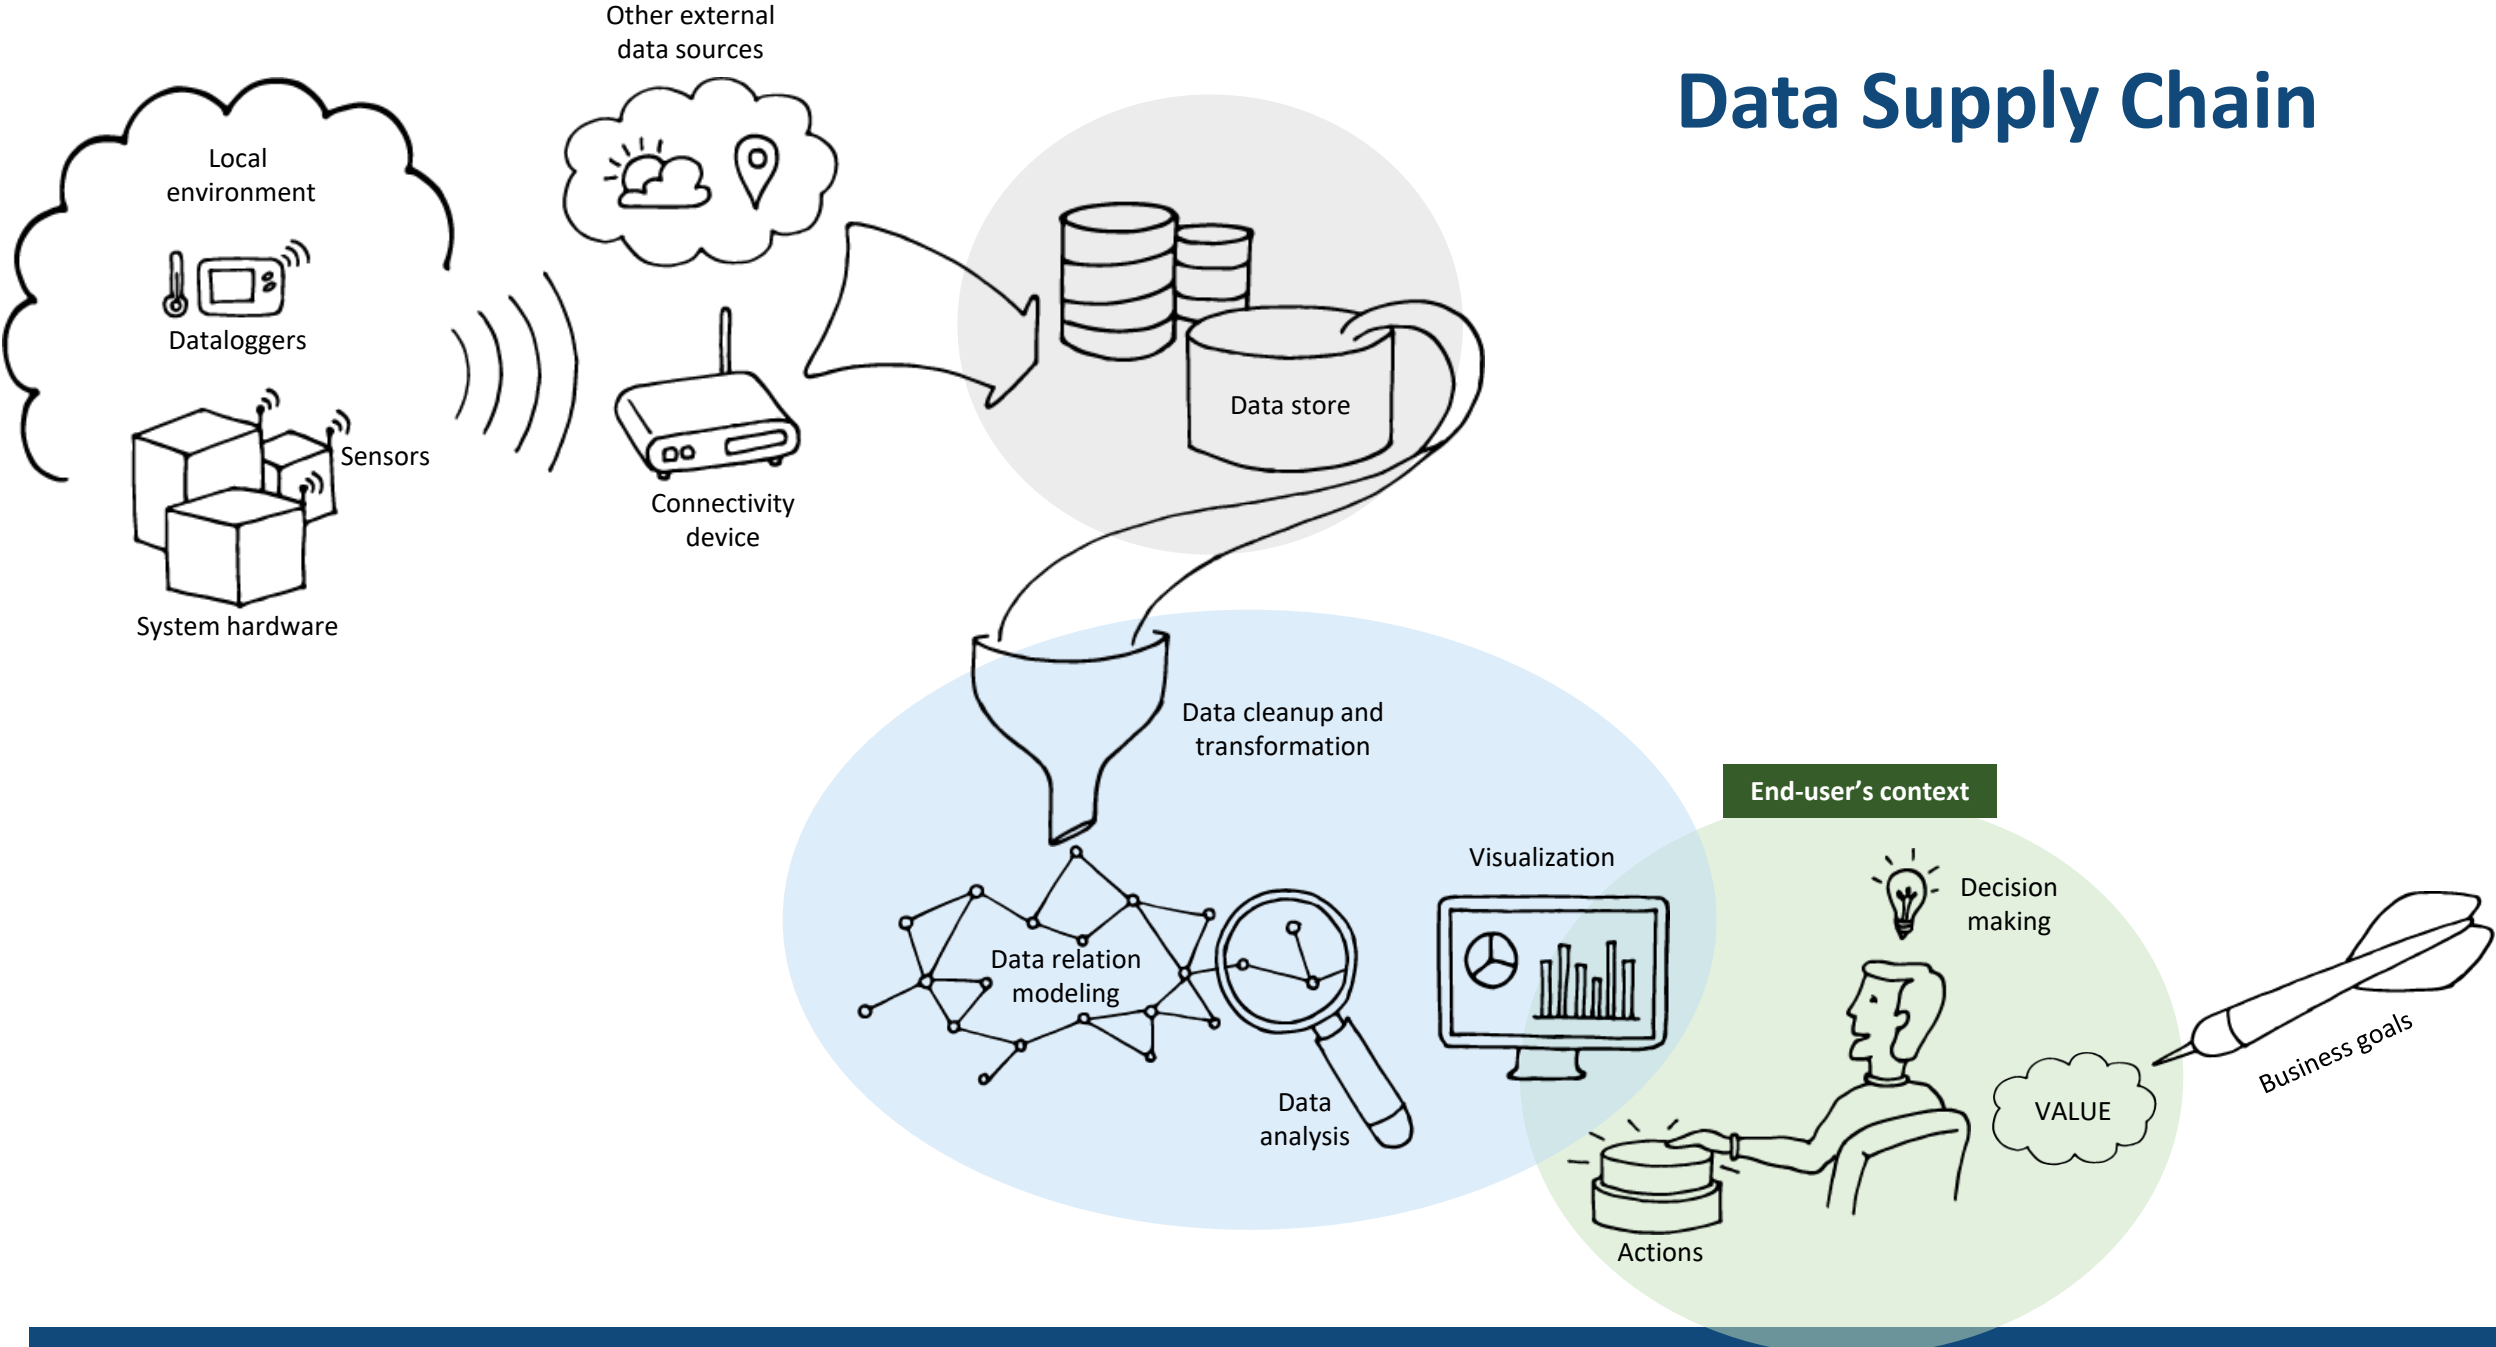 Data Supply Chain
Other external
data sources
Local
environment
Dataloggers
Sensors
System hardware
Connectivity
device
Data store
Data cleanup and
transformation
Data relation
modeling
Data
analysis
Visualization
End-user’s context
Decision
making
Actions
VALUE
Business goals